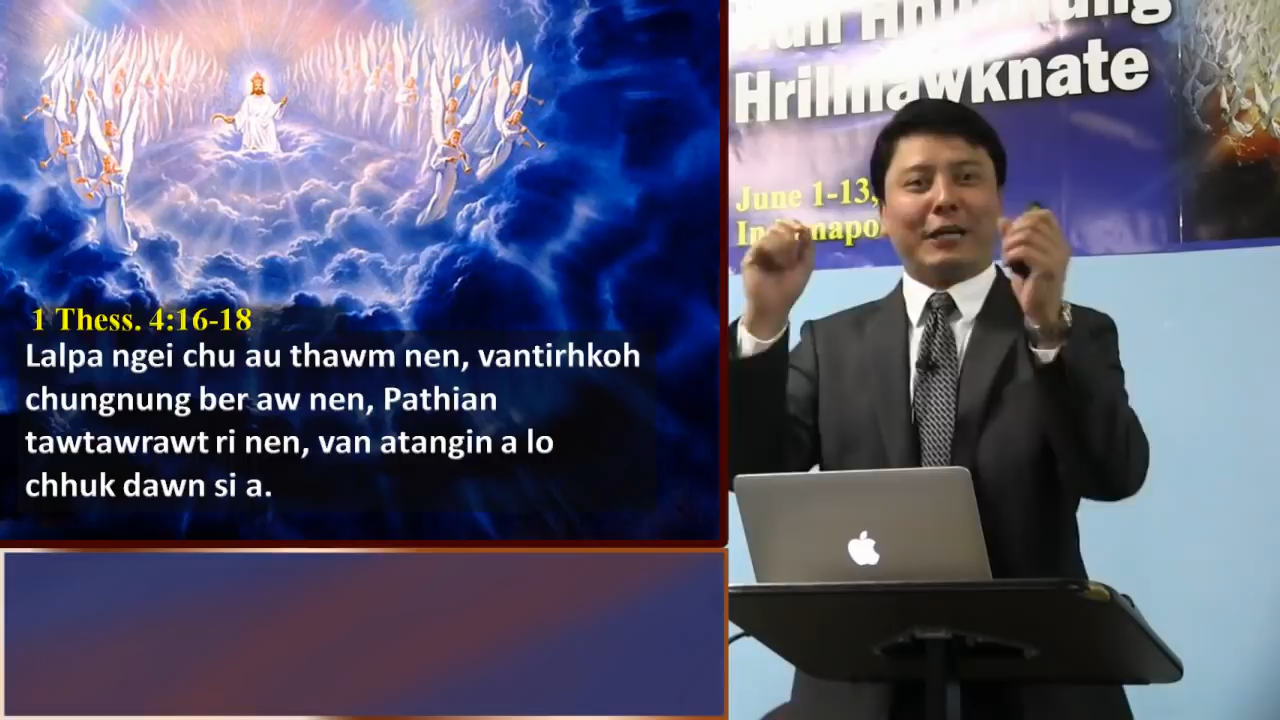 1 Thess. 4:16-18
Lalpa ngei chu au thawm nen, vantirhkoh
chungnung ber aw nen, Pathian
tawtawrawt ri nen, van atangin a lo
chhuk dawn si a.
Hrilhlawknate
June 1-13,